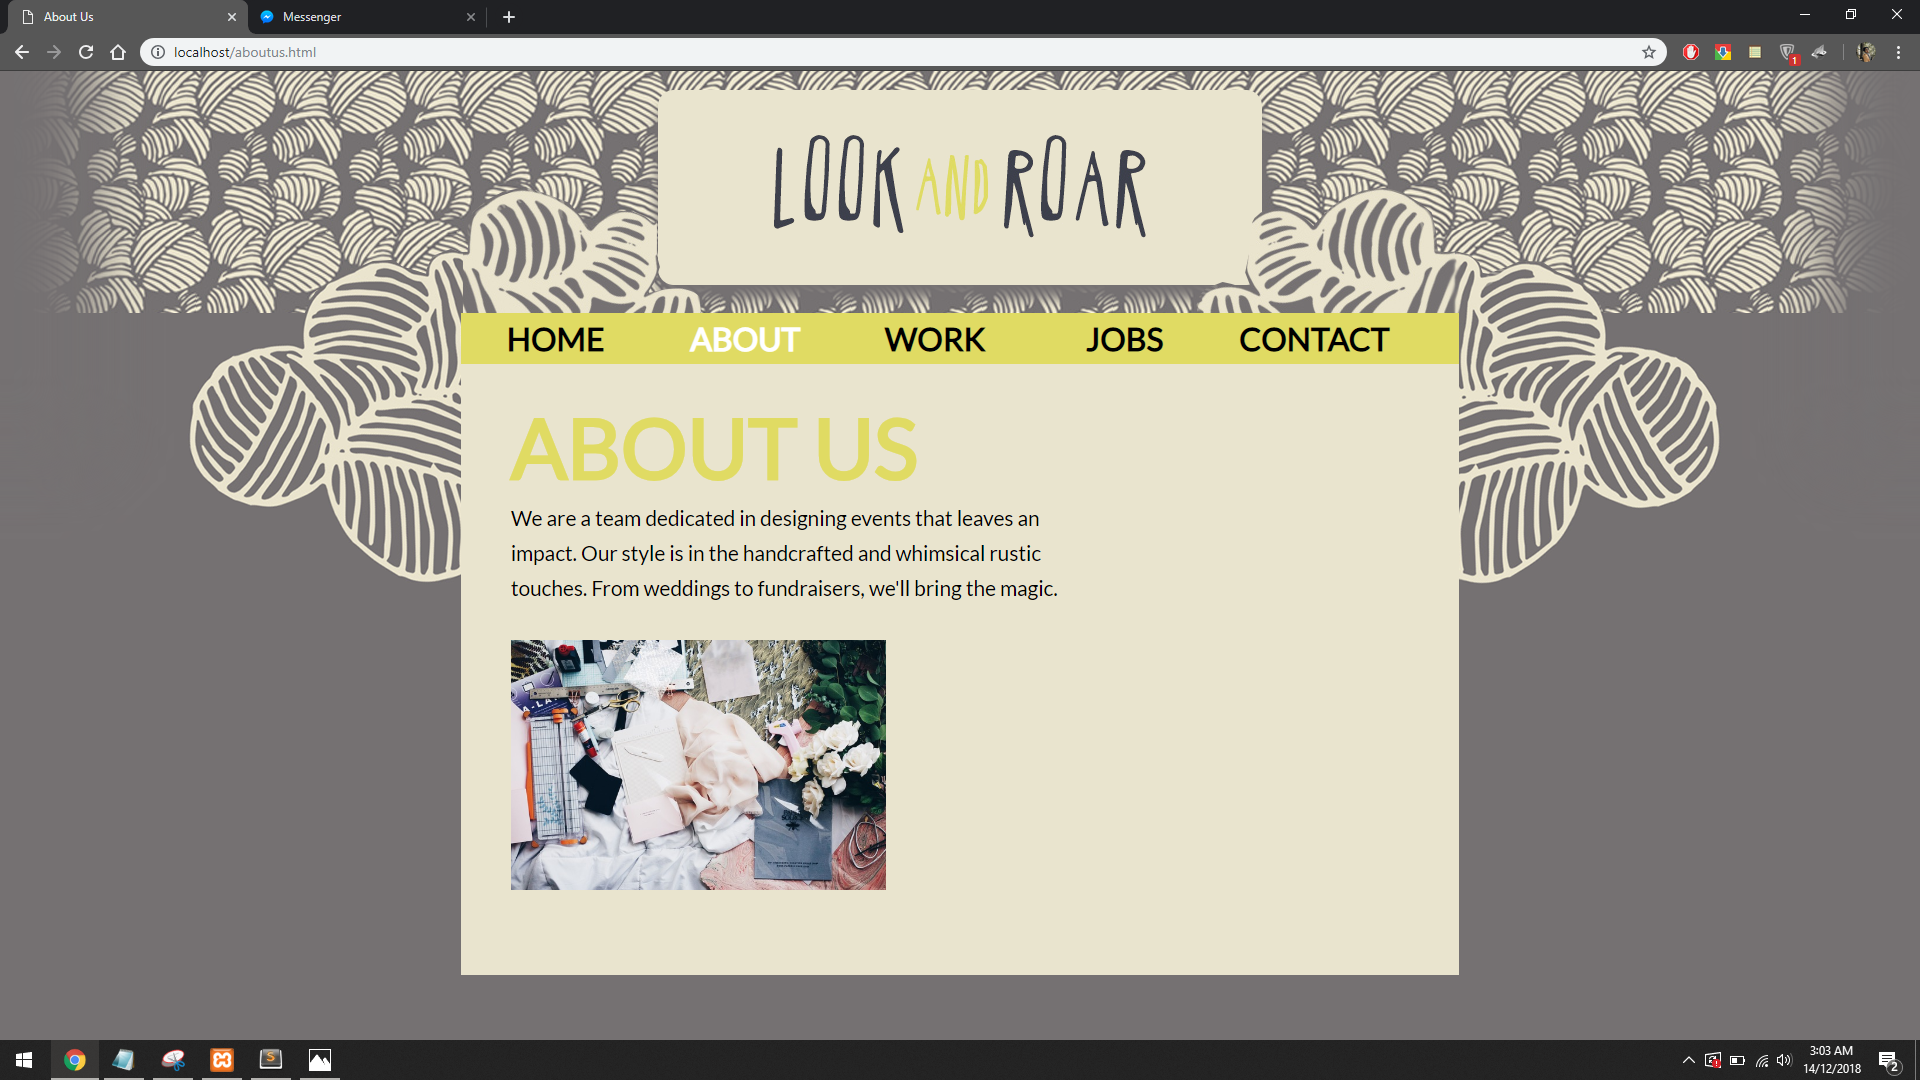 About Us
Messenger
localhost/aboutus.html
1
LOOK AND ROAR
HOME ABOUT WORK JOBS CONTACT
ABOUT US
We are a team dedicated in designing events that leaves an
impact. Our style is in the handcrafted and whimsical rustic
touches. From weddings to fundraisers, we'll bring the magic.
3:03 AM
14/12/2018
2